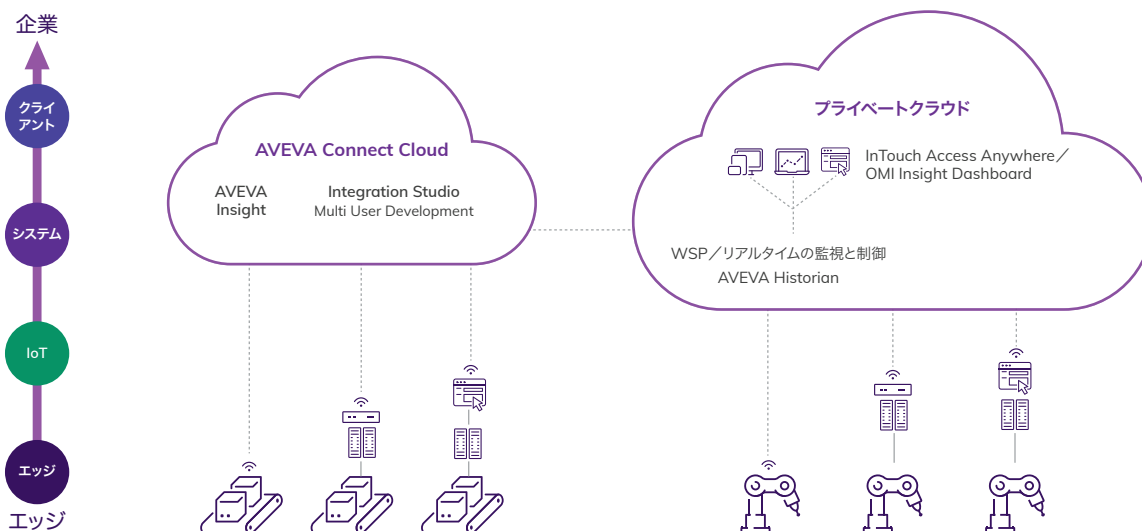 企業
クライ
アント
システム
IoT
エッジ
エッジ
AVEVA Connect Cloud
AVEVA
Insight
Integration Studio
Multi User Development
プライベートクラウド
InTouch Access Anywhere／
OMI Insight Dashboard
WSP／リアルタイムの監視と制御
AVEVA Historian